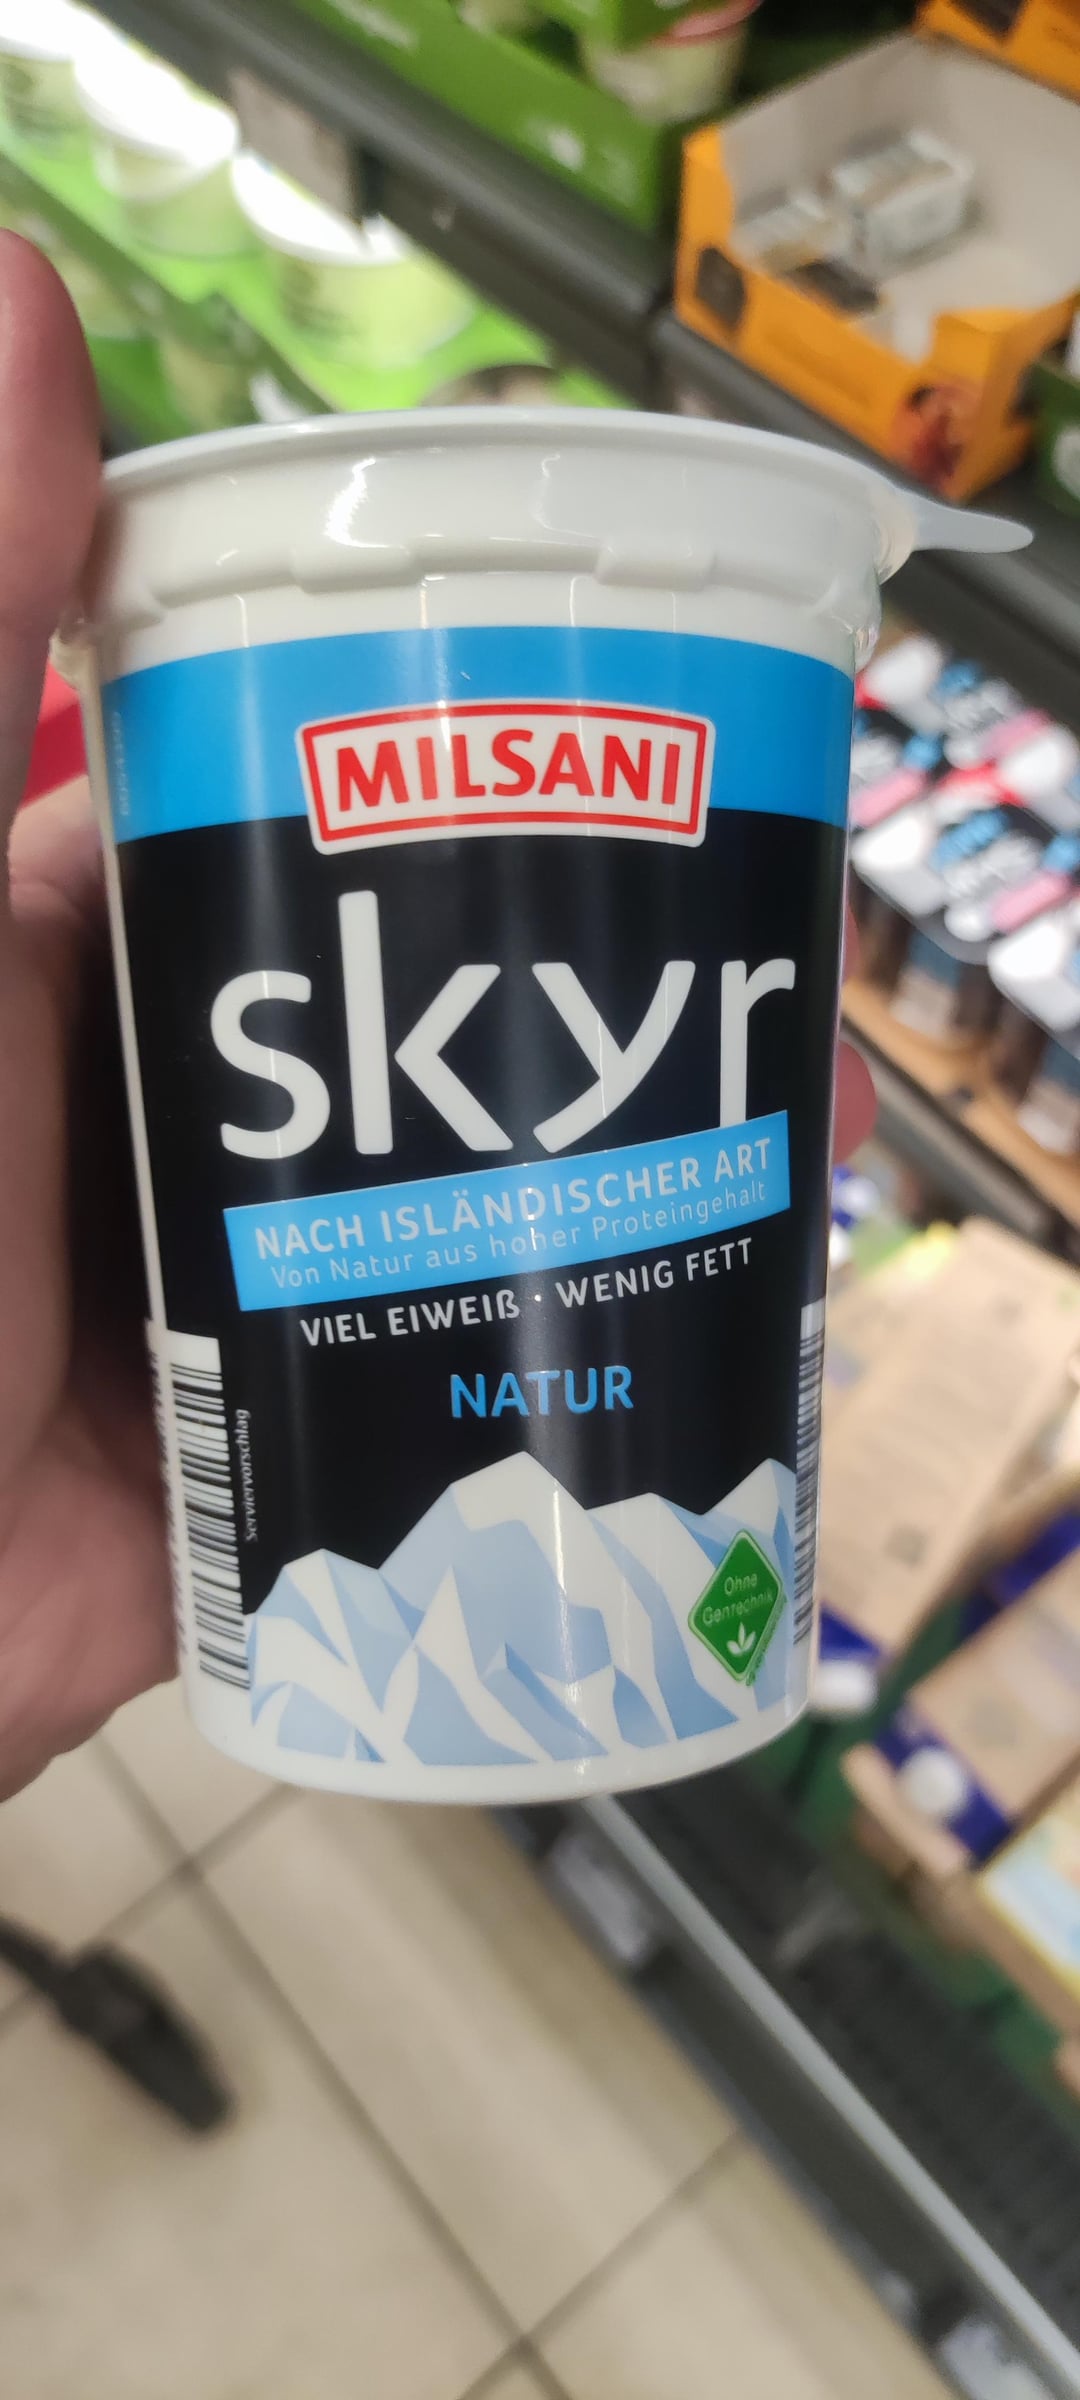 MILSANI
skyr
NACH ISLÄNDISCHER ART
Von Natur aus hoher Proteingehalt
VIEL EIWEIß · WENIG FETT
NATUR
Serviervorschlag
Ohne
Gentechnik